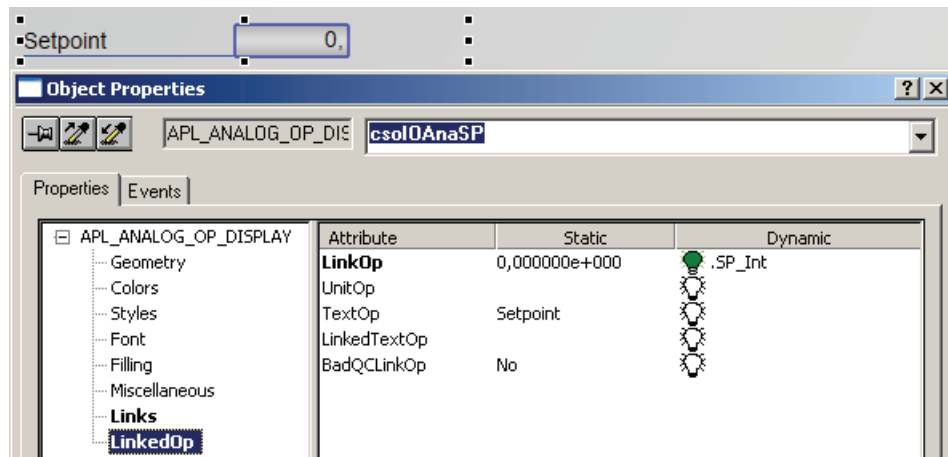 Setpoint 0,
Object Properties ? X
APL_ANALOG_OP_DIS csoIOAnaSP
Properties Events
APL_ANALOG_OP_DISPLAY Attribute Static Dynamic
Geometry LinkOp 0,000000e+000 .SP_Int
Colors UnitOp
Styles TextOp Setpoint
Font LinkedTextOp
Filling BadQCLinkOp No
Miscellaneous
Links
LinkedOp